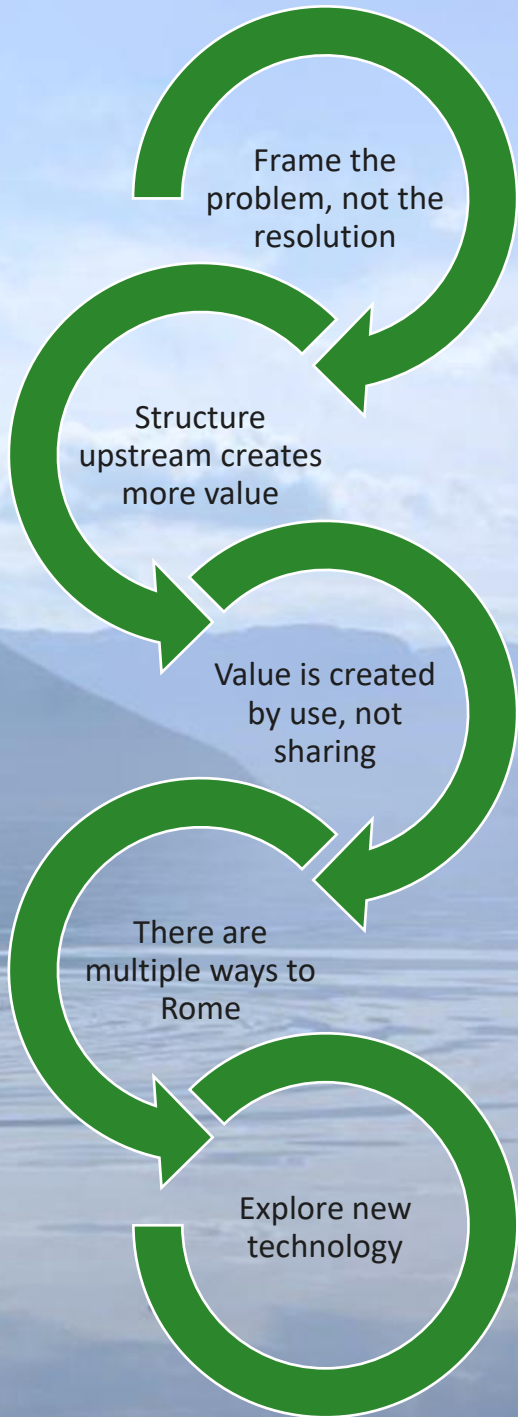 Frame the
problem, not the
resolution
Structure
upstream creates
more value
Value is created
by use, not
sharing
There are
multiple ways to
Rome
Explore new
technology